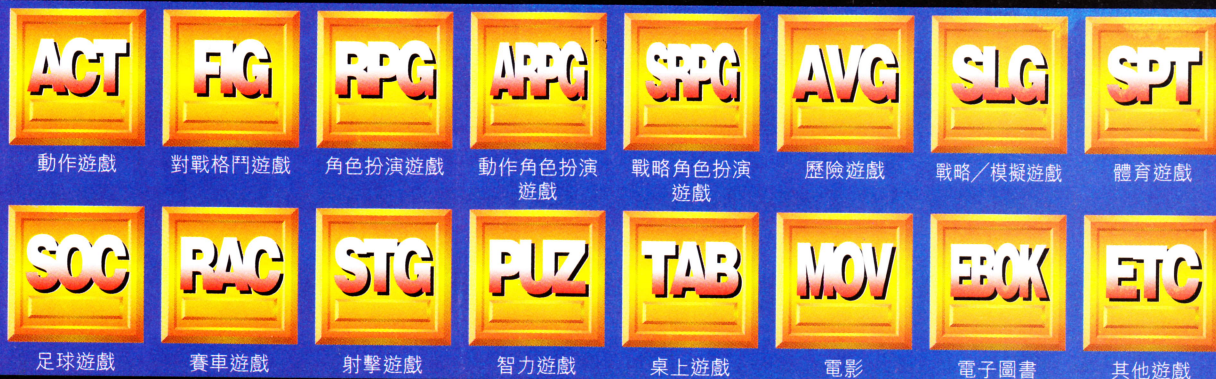 ACT
FIG
RPG
ARPG
SRPG
AVG
SLG
SPT
動作遊戲
對戰格鬥遊戲
角色扮演遊戲
動作角色扮演
遊戲
戰略角色扮演
遊戲
歷險遊戲
戰略／模擬遊戲
體育遊戲
SOC
RAC
STG
PUZ
TAB
MOV
EBOK
ETC
足球遊戲
賽車遊戲
射擊遊戲
智力遊戲
桌上遊戲
電影
電子圖書
其他遊戲